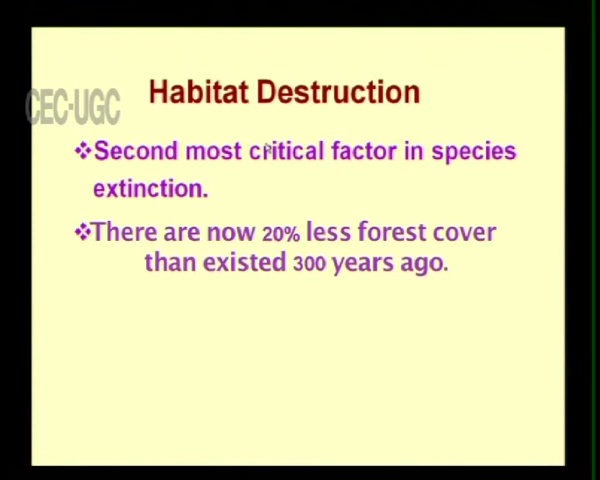 Habitat Destruction
CEC-UGC
❖Second most critical factor in species
extinction.
❖There are now 20% less forest cover
than existed 300 years ago.